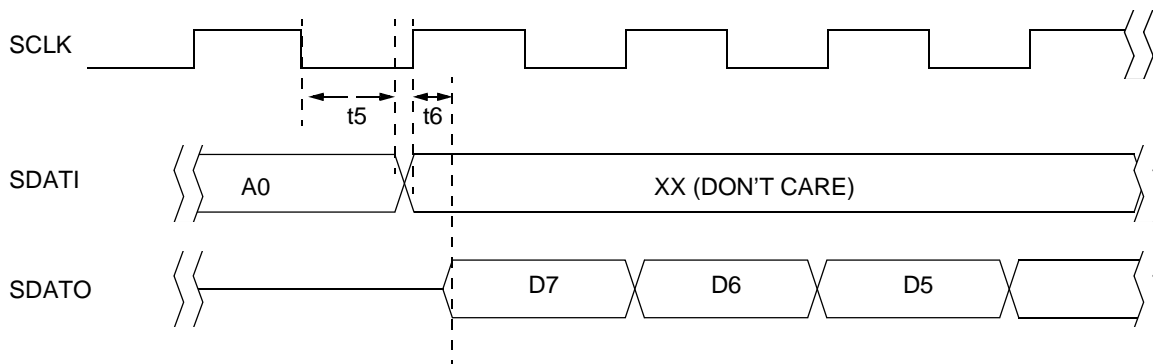 SCLK
t5 t6
SDATI A0 XX (DON'T CARE)
SDATO D7 D6 D5